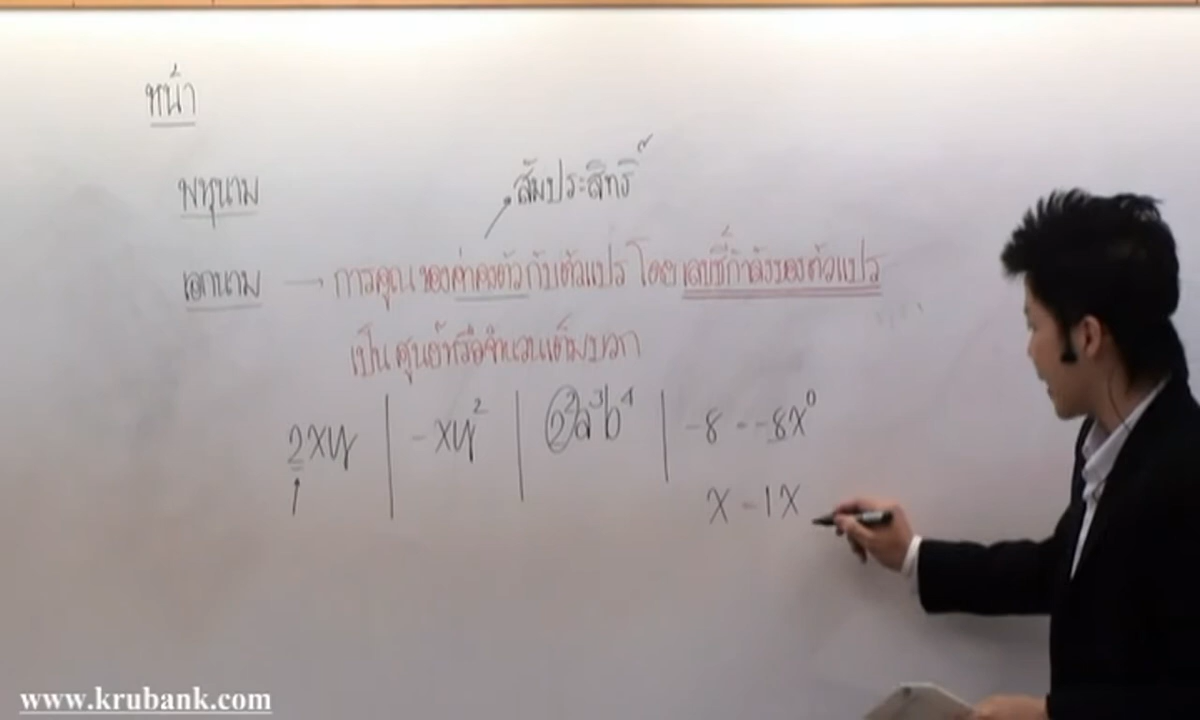 หน้า
พหุนาม
สัมประสิทธิ์
เอกนาม → การคูณของค่าคงตัวกับตัวแปร โดยเลขชี้กำลังของตัวแปร
เป็นศูนย์หรือจำนวนเต็มบวก
2xy | -xy² | 2²a³b⁴ | -8 - -8x⁰
x - 1x
www.krubank.com